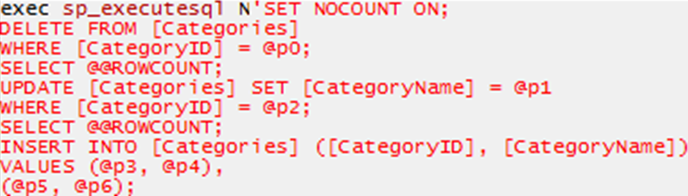 exec sp_executesql N'SET NOCOUNT ON;
DELETE FROM [Categories]
WHERE [CategoryID] = @p0;
SELECT @@ROWCOUNT;
UPDATE [Categories] SET [CategoryName] = @p1
WHERE [CategoryID] = @p2;
SELECT @@ROWCOUNT;
INSERT INTO [Categories] ([CategoryID], [CategoryName])
VALUES (@p3, @p4),
(@p5, @p6);